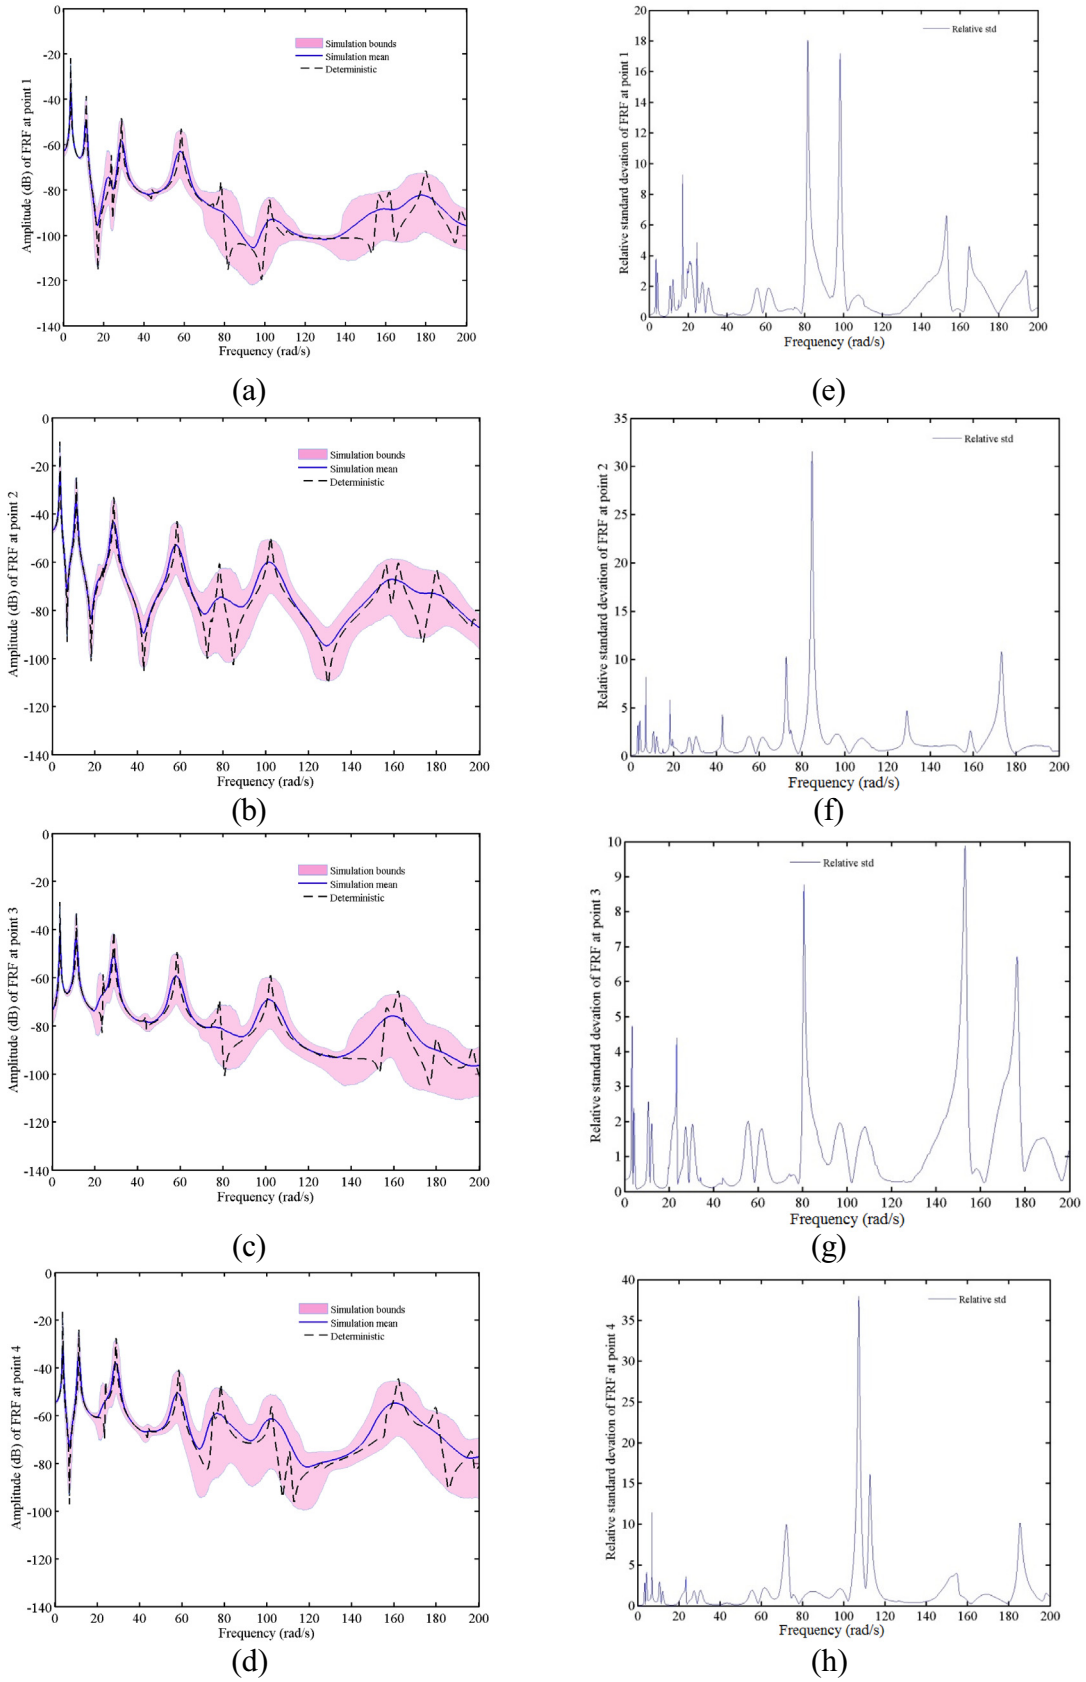 0
-20
-40
-60
-80
-100
-120
-140
Amplitude (dB) of FRF at point 1
Simulation bounds
Simulation mean
Deterministic
0 20 40 60 80 100 120 140 160 180 200
Frequency (rad/s)
(a)
20
18
16
14
12
10
8
6
4
2
0
Relative standard devation of FRF at point 1
Relative std
0 20 40 60 80 100 120 140 160 180 200
Frequency (rad/s)
(e)
0
-20
-40
-60
-80
-100
-120
-140
Amplitude (dB) of FRF at point 2
Simulation bounds
Simulation mean
Deterministic
0 20 40 60 80 100 120 140 160 180 200
Frequency (rad/s)
(b)
35
30
25
20
15
10
5
0
Relative standard devation of FRF at point 2
Relative std
0 20 40 60 80 100 120 140 160 180 200
Frequency (rad/s)
(f)
0
-20
-40
-60
-80
-100
-120
-140
Amplitude (dB) of FRF at point 3
Simulation bounds
Simulation mean
Deterministic
0 20 40 60 80 100 120 140 160 180 200
Frequency (rad/s)
(c)
10
9
8
7
6
5
4
3
2
1
0
Relative standard devation of FRF at point 3
Relative std
0 20 40 60 80 100 120 140 160 180 200
Frequency (rad/s)
(g)
0
-20
-40
-60
-80
-100
-120
-140
Amplitude (dB) of FRF at point 4
Simulation bounds
Simulation mean
Deterministic
0 20 40 60 80 100 120 140 160 180 200
Frequency (rad/s)
(d)
40
35
30
25
20
15
10
5
0
Relative standard devation of FRF at point 4
Relative std
0 20 40 60 80 100 120 140 160 180 200
Frequency (rad/s)
(h)